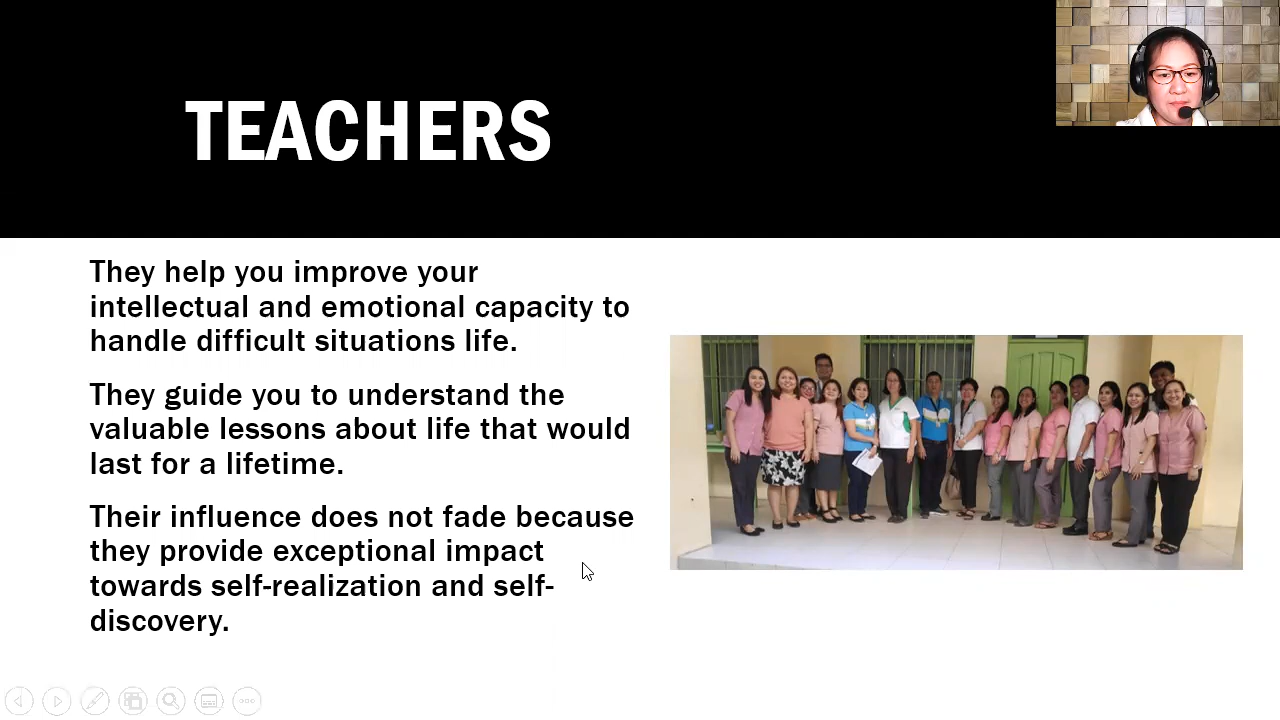 TEACHERS
They help you improve your
intellectual and emotional capacity to
handle difficult situations life.
They guide you to understand the
valuable lessons about life that would
last for a lifetime.
Their influence does not fade because
they provide exceptional impact
towards self-realization and self-
discovery.